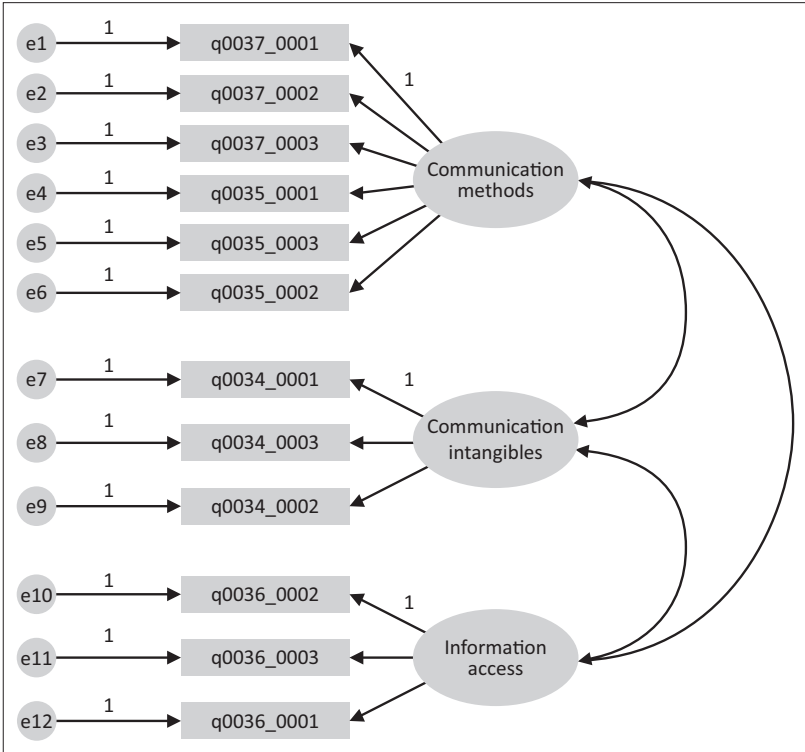 e1 1 q0037_0001
1
e2 1 q0037_0002
e3 1 q0037_0003
Communication
methods
e4 1 q0035_0001
e5 1 q0035_0003
e6 1 q0035_0002
e7 1 q0034_0001
1
e8 1 q0034_0003
Communication
intangibles
e9 1 q0034_0002
e10 1 q0036_0002
1
e11 1 q0036_0003
Information
access
e12 1 q0036_0001